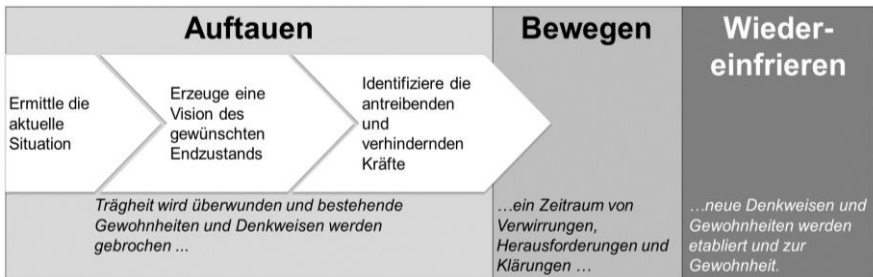 Auftauen
Bewegen
Wieder-
einfrieren
Ermittle die
aktuelle
Situation
Erzeuge eine
Vision des
gewünschten
Endzustands
Identifiziere die
antreibenden
und
verhindernden
Kräfte
Trägheit wird überwunden und bestehende
Gewohnheiten und Denkweisen werden
gebrochen ...
…ein Zeitraum von
Verwirrungen,
Herausforderungen und
Klärungen …
…neue Denkweisen und
Gewohnheiten werden
etabliert und zur
Gewohnheit.